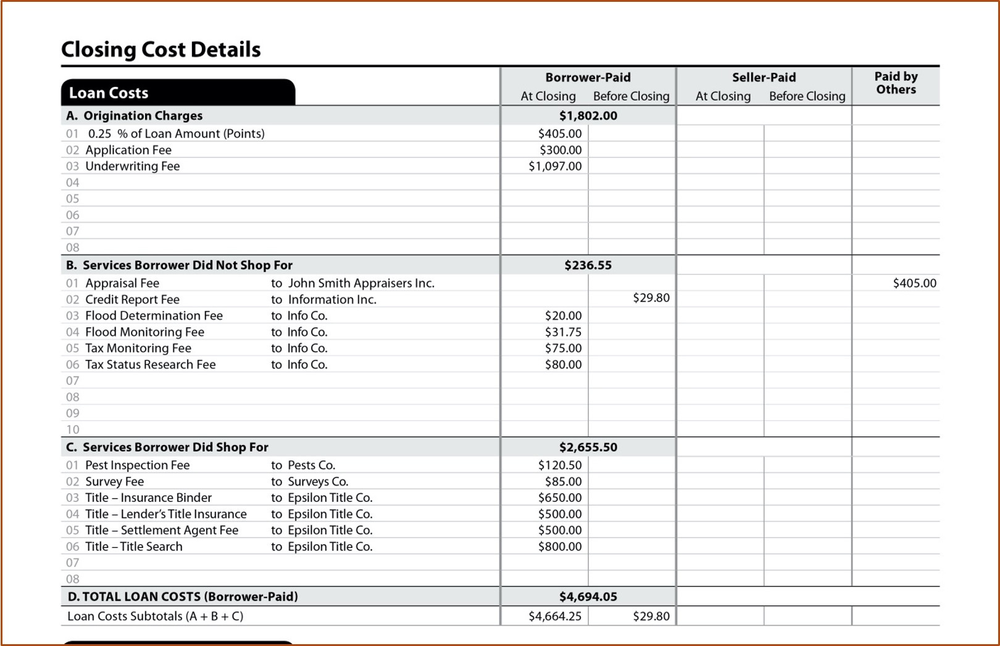 Closing Cost Details
Loan Costs
Borrower-Paid Seller-Paid Paid by Others
At Closing Before Closing At Closing Before Closing
A. Origination Charges $1,802.00
01 0.25 % of Loan Amount (Points) $405.00
02 Application Fee $300.00
03 Underwriting Fee $1,097.00
04
05
06
07
08
B. Services Borrower Did Not Shop For $236.55
01 Appraisal Fee to John Smith Appraisers Inc. $405.00
02 Credit Report Fee to Information Inc. $29.80
03 Flood Determination Fee to Info Co. $20.00
04 Flood Monitoring Fee to Info Co. $31.75
05 Tax Monitoring Fee to Info Co. $75.00
06 Tax Status Research Fee to Info Co. $80.00
07
08
09
10
C. Services Borrower Did Shop For $2,655.50
01 Pest Inspection Fee to Pests Co. $120.50
02 Survey Fee to Surveys Co. $85.00
03 Title – Insurance Binder to Epsilon Title Co. $650.00
04 Title – Lender’s Title Insurance to Epsilon Title Co. $500.00
05 Title – Settlement Agent Fee to Epsilon Title Co. $500.00
06 Title – Title Search to Epsilon Title Co. $800.00
07
08
D. TOTAL LOAN COSTS (Borrower-Paid) $4,694.05
Loan Costs Subtotals (A + B + C) $4,664.25 $29.80